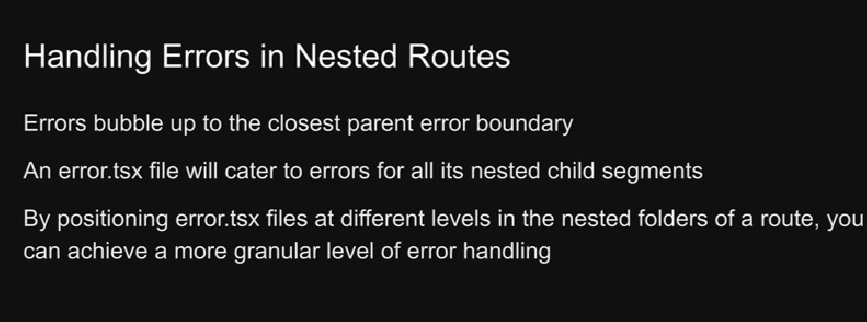 Handling Errors in Nested Routes
Errors bubble up to the closest parent error boundary
An error.tsx file will cater to errors for all its nested child segments
By positioning error.tsx files at different levels in the nested folders of a route, you
can achieve a more granular level of error handling